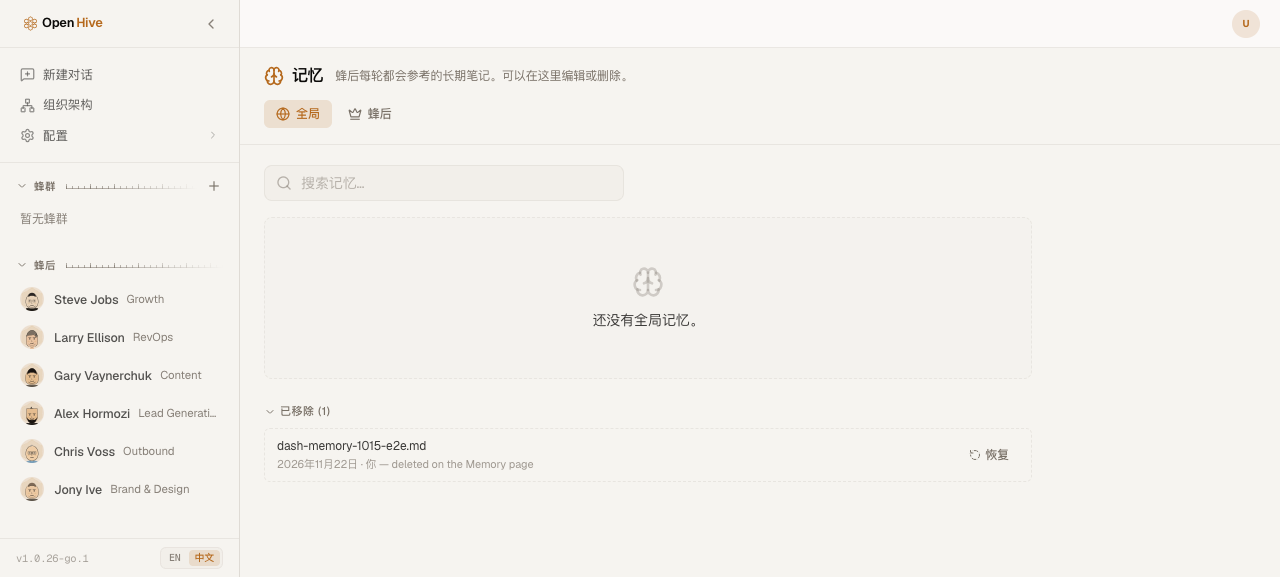 Open Hive
新建对话
组织架构
配置
蜂群
暂无蜂群
蜂后
Steve Jobs Growth
Larry Ellison RevOps
Gary Vaynerchuk Content
Alex Hormozi Lead Generati...
Chris Voss Outbound
Jony Ive Brand & Design
v1.0.26-go.1
EN 中文
U
记忆 蜂后每轮都会参考的长期笔记。可以在这里编辑或删除。
全局 蜂后
搜索记忆...
还没有全局记忆。
已移除 (1)
dash-memory-1015-e2e.md
2026年11月22日 · 你 — deleted on the Memory page
恢复